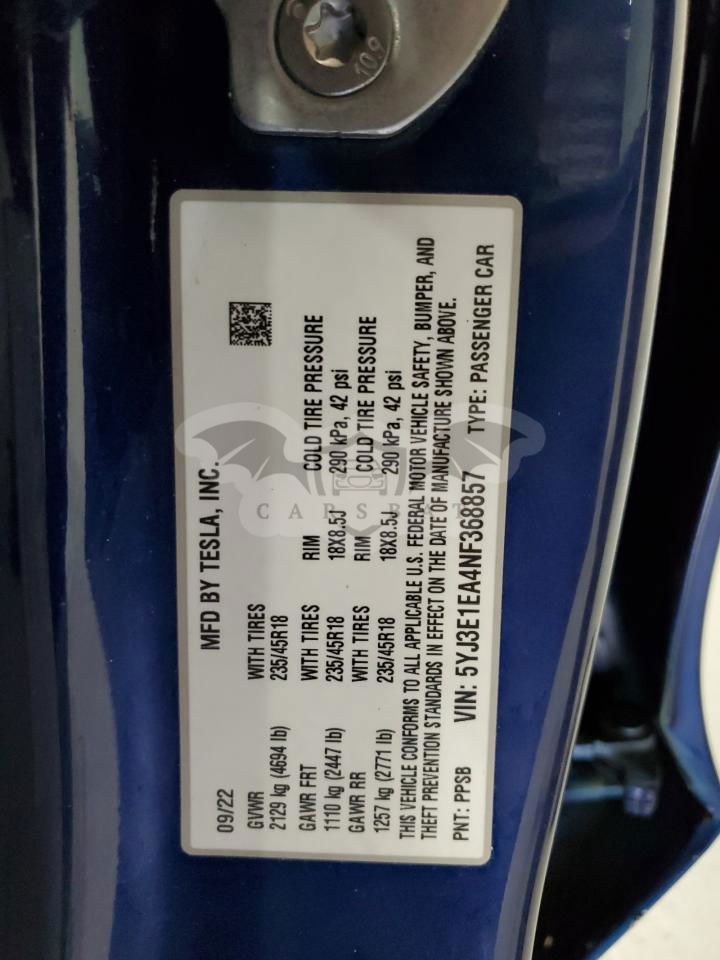 10.9
MFD BY TESLA, INC.
09/22
GVWR WITH TIRES
2129 kg (4694 lb) 235/45R18
GAWR FRT WITH TIRES RIM COLD TIRE PRESSURE
1110 kg (2447 lb) 235/45R18 18X8.5J 290 kPa, 42 psi
GAWR RR WITH TIRES RIM COLD TIRE PRESSURE
1257 kg (2771 lb) 235/45R18 18X8.5J 290 kPa, 42 psi
THIS VEHICLE CONFORMS TO ALL APPLICABLE U.S. FEDERAL MOTOR VEHICLE SAFETY, BUMPER, AND
THEFT PREVENTION STANDARDS IN EFFECT ON THE DATE OF MANUFACTURE SHOWN ABOVE.
PNT: PPSB VIN: 5YJ3E1EA4NF368857 TYPE: PASSENGER CAR
CARSBAT